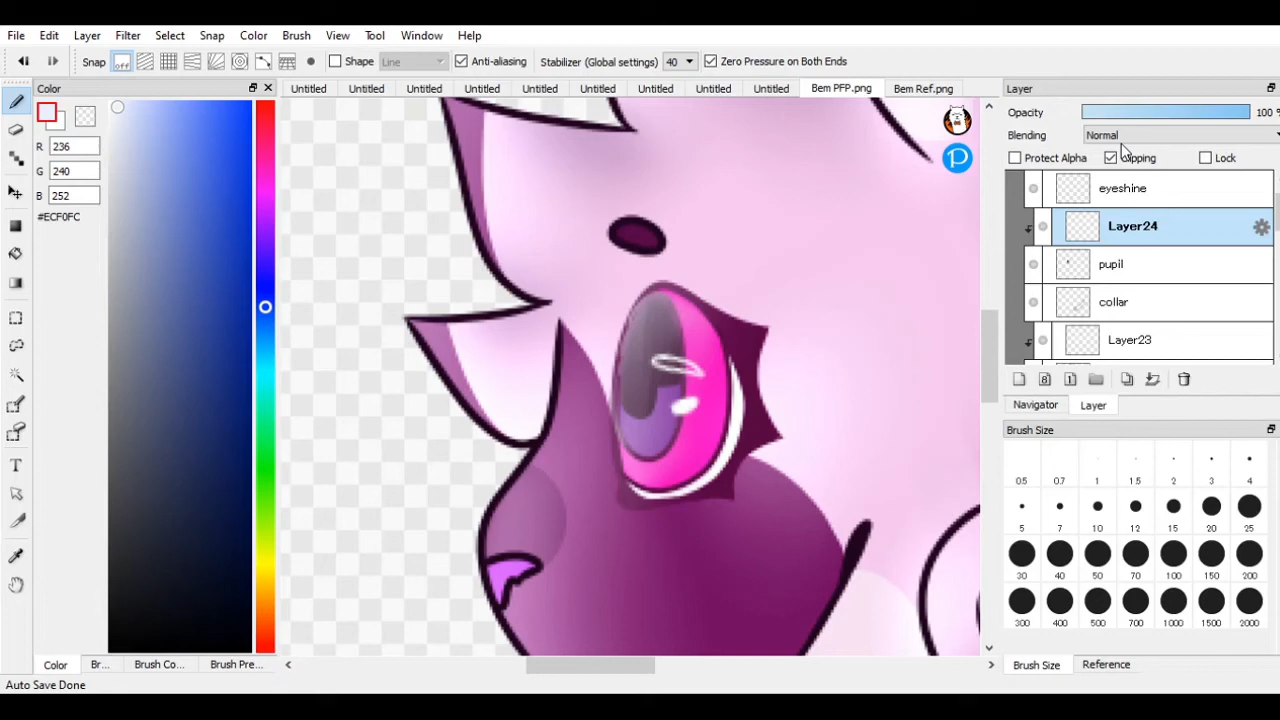 File Edit Layer Filter Select Snap Color Brush View Tool Window Help
Snap off Shape Line Anti-aliasing Stabilizer (Global settings) 40 Zero Pressure on Both Ends
Color
Untitled Untitled Untitled Untitled Untitled Untitled Untitled Untitled Untitled Bem PFP.png Bem Ref.png
Layer
R 236
G 240
B 252
#ECF0FC
Opacity 100 %
Blending Normal
Protect Alpha Clipping Lock
eyeshine
Layer24
pupil
collar
Layer23
8 1
Navigator Layer
Brush Size
0.5 0.7 1 1.5 2 3 4
5 7 10 12 15 20 25
30 40 50 70 100 150 200
300 400 500 700 1000 1500 2000
Color Br... Brush Co... Brush Pre...
Brush Size Reference
Auto Save Done